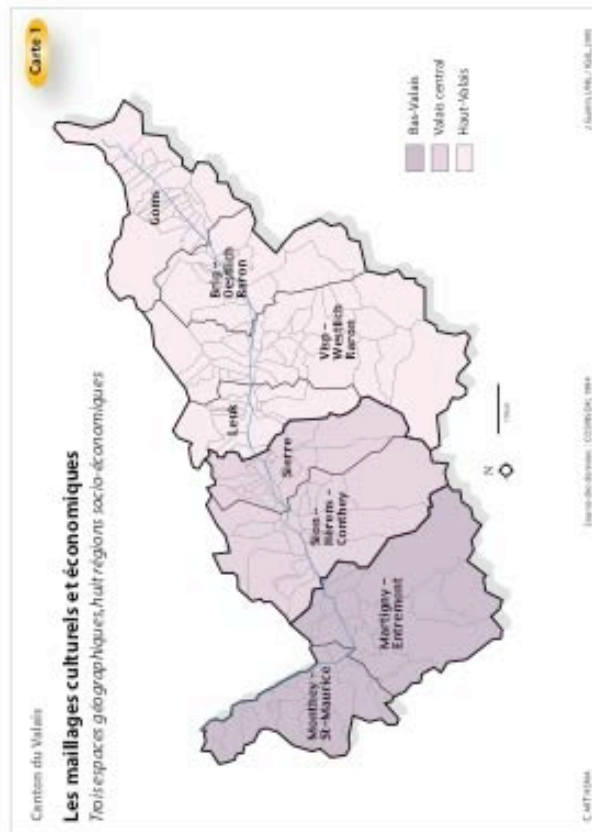 Carte 1
Canton du Valais
Les maillages culturels et économiques
Trois espaces géographiques, huit régions socio-économiques
Goms
Brig –
Oestlich
Raron
Visp –
Westlich
Raron
Leuk
Sierre
Sion –
Hérens –
Conthey
Martigny –
Entremont
Monthey –
St-Maurice
Bas-Valais
Valais central
Haut-Valais
N